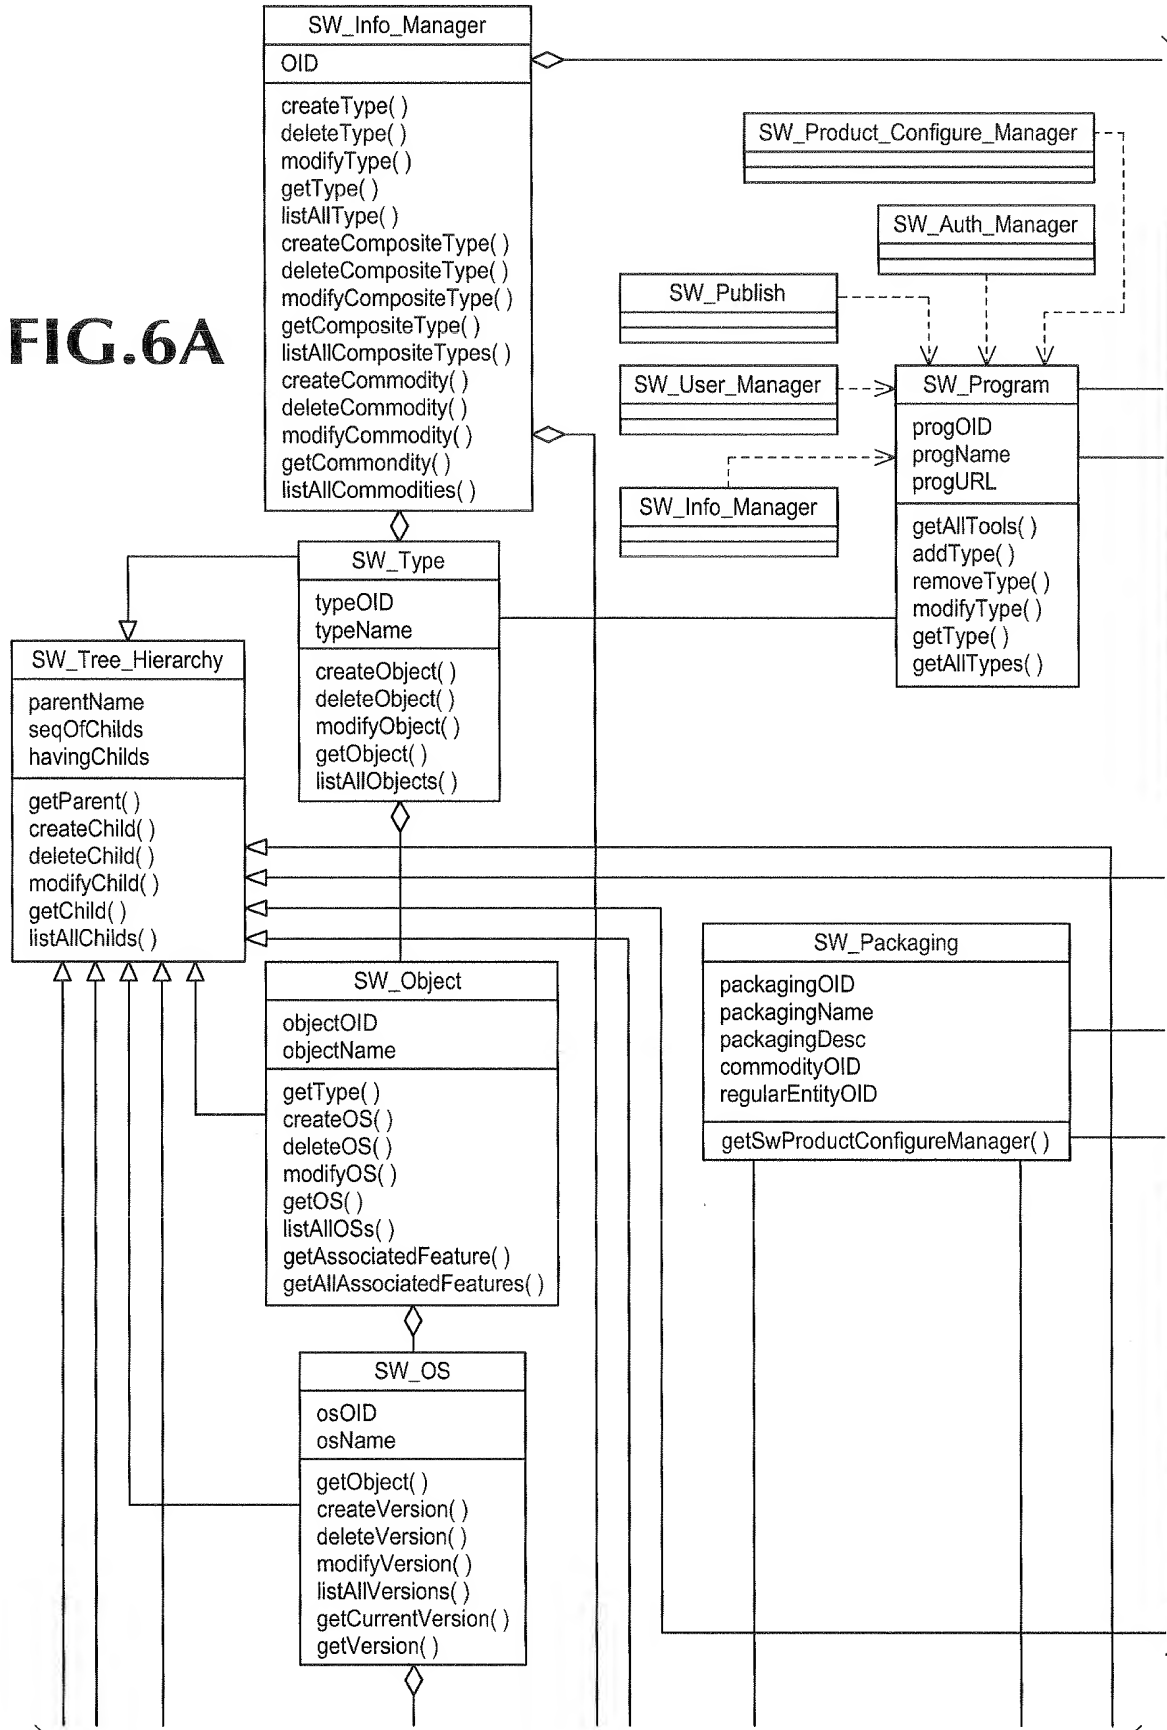 SW_Info_Manager
OID
createType( )
deleteType( )
modifyType( )
getType( )
listAllType( )
createCompositeType( )
deleteCompositeType( )
modifyCompositeType( )
getCompositeType( )
listAllCompositeTypes( )
createCommodity( )
deleteCommodity( )
modifyCommodity( )
getCommondity( )
listAllCommodities( )
SW_Product_Configure_Manager
SW_Auth_Manager
SW_Publish
FIG.6A
SW_User_Manager
SW_Info_Manager
SW_Program
progOID
progName
progURL
getAllTools( )
addType( )
removeType( )
modifyType( )
getType( )
getAllTypes( )
SW_Type
typeOID
typeName
createObject( )
deleteObject( )
modifyObject( )
getObject( )
listAllObjects( )
SW_Tree_Hierarchy
parentName
seqOfChilds
havingChilds
getParent( )
createChild( )
deleteChild( )
modifyChild( )
getChild( )
listAllChilds( )
SW_Packaging
packagingOID
packagingName
packagingDesc
commodityOID
regularEntityOID
getSwProductConfigureManager( )
SW_Object
objectOID
objectName
getType( )
createOS( )
deleteOS( )
modifyOS( )
getOS( )
listAllOSs( )
getAssociatedFeature( )
getAllAssociatedFeatures( )
SW_OS
osOID
osName
getObject( )
createVersion( )
deleteVersion( )
modifyVersion( )
listAllVersions( )
getCurrentVersion( )
getVersion( )